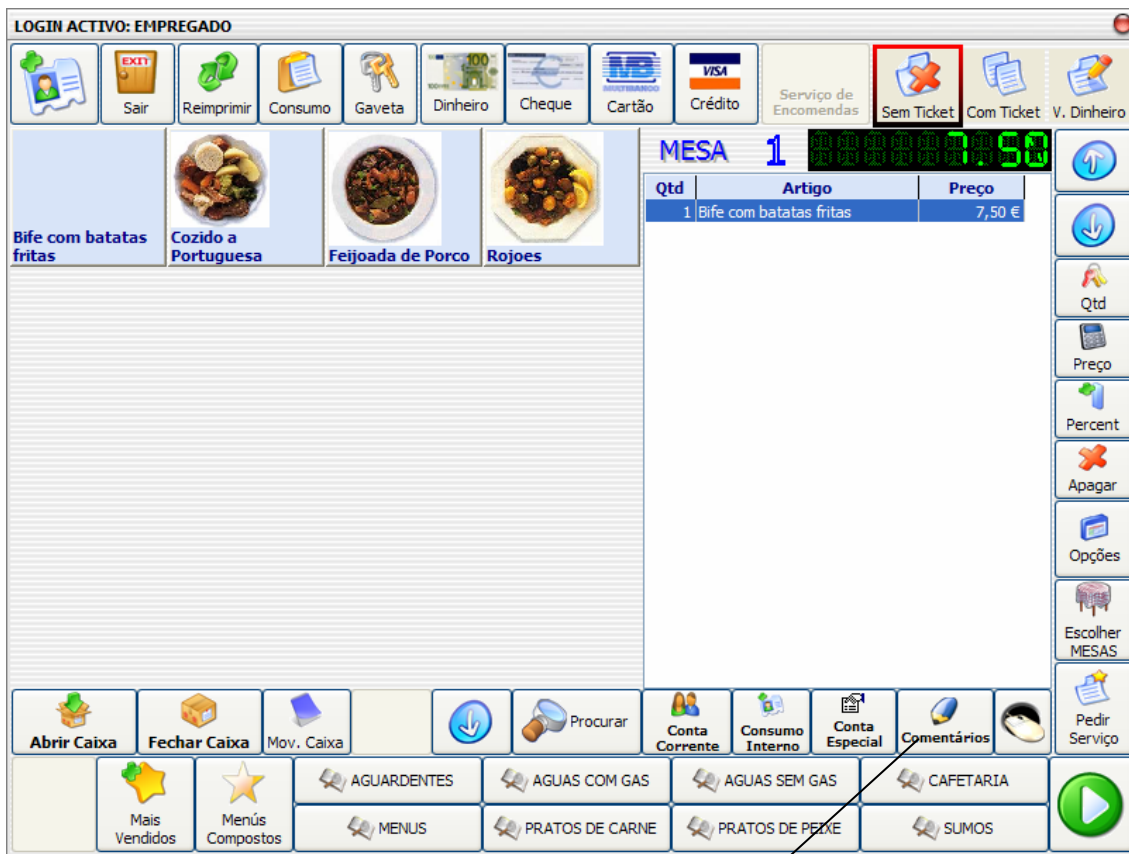 LOGIN ACTIVO: EMPREGADO
EXIT
100
MB
MULTIBANCO
VISA
Sair
Reimprimir
Consumo
Gaveta
Dinheiro
Cheque
Cartão
Crédito
Serviço de
Encomendas
Sem Ticket
Com Ticket
V. Dinheiro
MESA 1
7.50
Bife com batatas
fritas
Cozido a
Portuguesa
Feijoada de Porco
Rojoes
Qtd Artigo Preço
1 Bife com batatas fritas 7,50 €
Qtd
Preço
Percent
Apagar
Opções
Escolher
MESAS
Pedir
Serviço
Abrir Caixa
Fechar Caixa
Mov. Caixa
Procurar
Conta
Corrente
Consumo
Interno
Conta
Especial
Comentários
Mais
Vendidos
Menús
Compostos
AGUARDENTES
AGUAS COM GAS
AGUAS SEM GAS
CAFETARIA
MENUS
PRATOS DE CARNE
PRATOS DE PEIXE
SUMOS